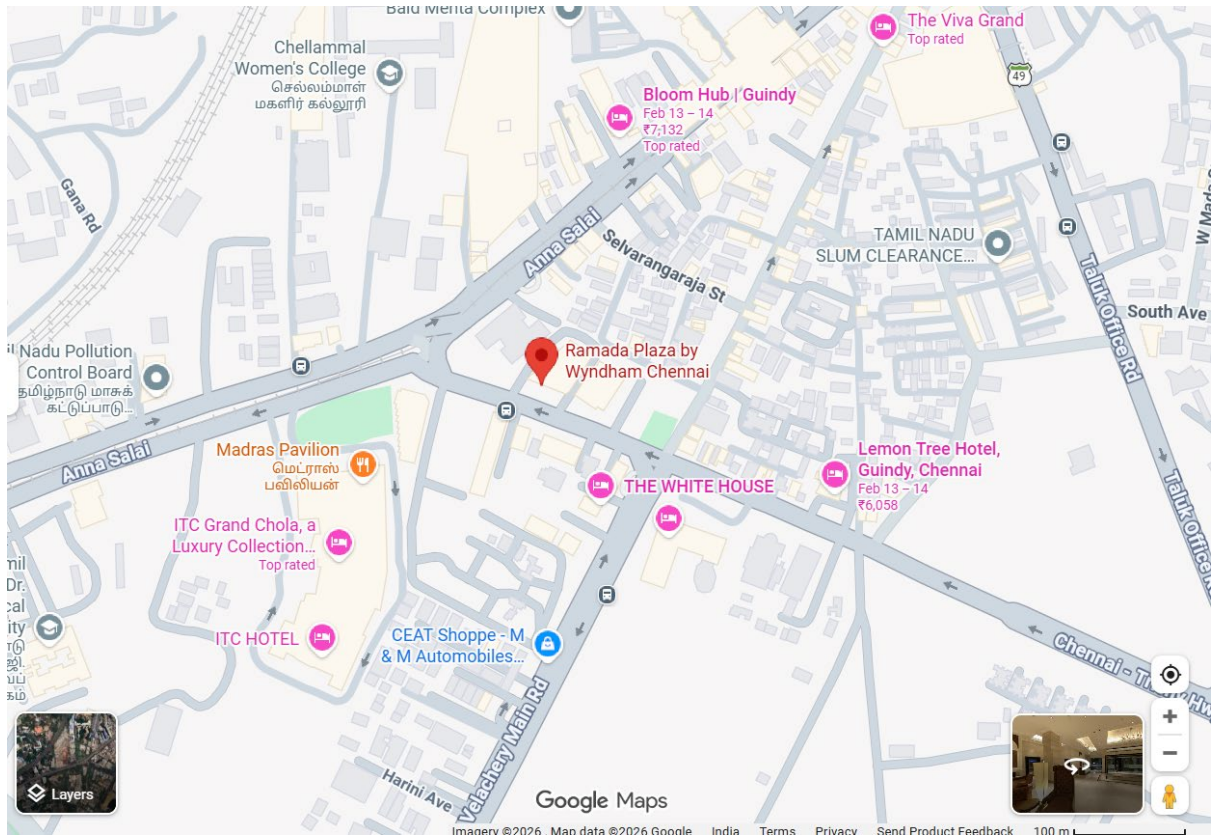 Bald Mehta Complex
The Viva Grand
Top rated
49
Chellammal
Women's College
செல்லம்மாள்
மகளிர் கல்லூரி
Bloom Hub | Guindy
Feb 13 – 14
₹7,132
Top rated
Gana Rd
Anna Salai
Selvarangaraja St
TAMIL NADU
SLUM CLEARANCE...
W Mada
South Ave
Taluk Office Rd
Nadu Pollution
Control Board
தமிழ்நாடு மாசுக்
கட்டுப்பாடு...
Ramada Plaza by
Wyndham Chennai
Anna Salai
Madras Pavilion
மெட்ராஸ்
பவிலியன்
Lemon Tree Hotel,
Guindy, Chennai
Feb 13 – 14
₹6,058
THE WHITE HOUSE
ITC Grand Chola, a
Luxury Collection...
Top rated
Taluk Office
Dr.
ITC HOTEL
CEAT Shoppe - M
& M Automobiles...
Chennai -
Velachery Main Rd
Harini Ave
Layers
Google Maps
Imagery ©2026 , Map data ©2026 Google India Terms Privacy Send Product Feedback 100 m